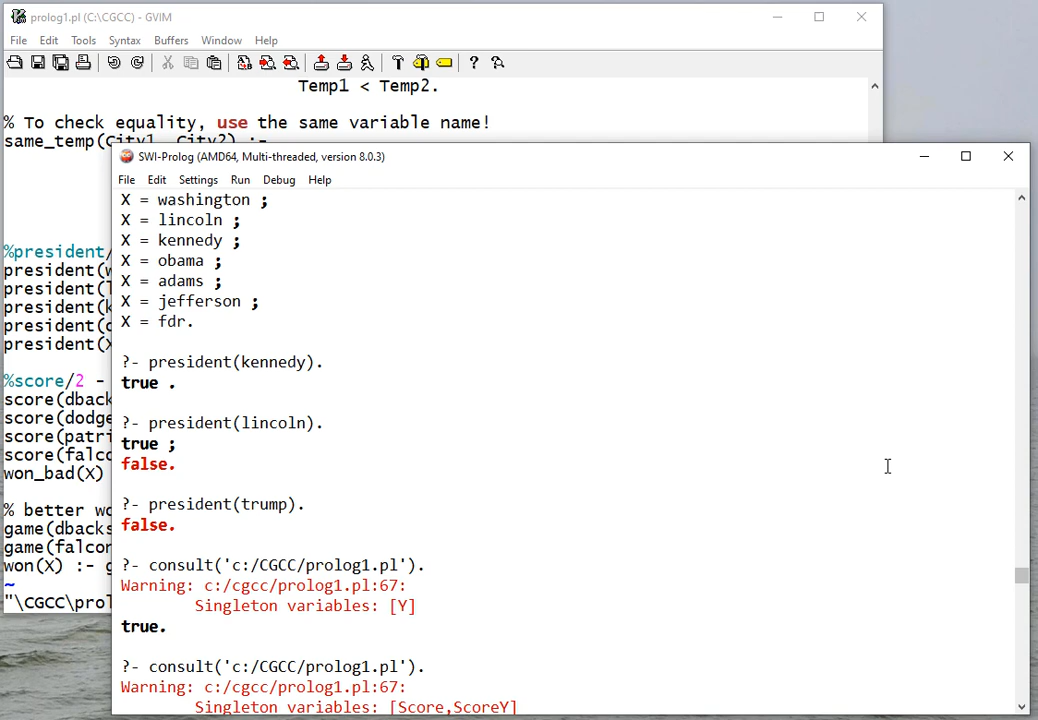 prolog1.pl (C:\CGCC) - GVIM
File Edit Tools Syntax Buffers Window Help
Temp1 < Temp2.
% To check equality, use the same variable name!
same_temp(City1, City2) :-
%president/
president(w
president(l
president(k
president(o
president(X
%score/2 -
score(dback
score(dodge
score(patri
score(falco
won_bad(X)
% better wo
game(dbacks
game(falcon
won(X) :- g
~
"\CGCC\prol
SWI-Prolog (AMD64, Multi-threaded, version 8.0.3)
File Edit Settings Run Debug Help
X = washington ;
X = lincoln ;
X = kennedy ;
X = obama ;
X = adams ;
X = jefferson ;
X = fdr.
?- president(kennedy).
true .
?- president(lincoln).
true ;
false.
?- president(trump).
false.
?- consult('c:/CGCC/prolog1.pl').
Warning: c:/cgcc/prolog1.pl:67:
Singleton variables: [Y]
true.
?- consult('c:/CGCC/prolog1.pl').
Warning: c:/cgcc/prolog1.pl:67:
Singleton variables: [Score,ScoreY]